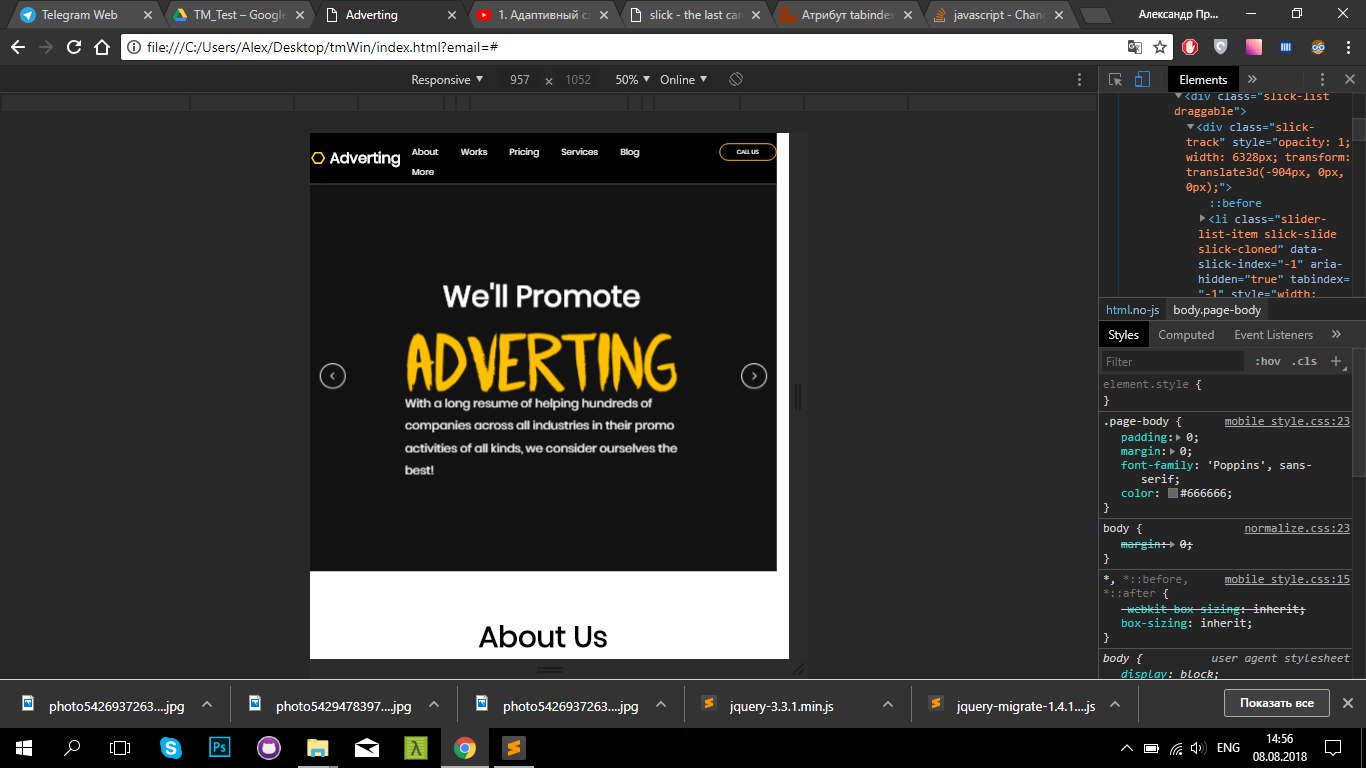 Telegram Web
TM_Test – Google
Adverting
1. Адаптивный сл
slick - the last car
Атрибут tabindex
javascript - Chang
Александр Пр...
file:///C:/Users/Alex/Desktop/tmWin/index.html?email=#
Responsive
957 × 1052
50%
Online
Elements
<div class="slick-list
draggable">
<div class="slick-
track" style="opacity: 1;
width: 6328px; transform:
translate3d(-904px, 0px,
0px);">
::before
<li class="slider-
list-item slick-slide
slick-cloned" data-
slick-index="-1" aria-
hidden="true" tabindex=
"-1" style="width:
html.no-js body.page-body
Styles Computed Event Listeners
Filter :hov .cls
element.style {
}
.page-body { mobile style.css:23
padding: 0;
margin: 0;
font-family: 'Poppins', sans-
serif;
color: #666666;
}
body { normalize.css:23
margin: 0;
}
*, *::before, mobile style.css:15
*::after {
-webkit-box-sizing: inherit;
box-sizing: inherit;
}
body { user agent stylesheet
display: block;
Adverting
About Works Pricing Services Blog
More
CALL US
We'll Promote
ADVERTING
With a long resume of helping hundreds of
companies across all industries in their promo
activities of all kinds, we consider ourselves the
best!
About Us
photo5426937263....jpg
photo5429478397....jpg
photo5426937263....jpg
jquery-3.3.1.min.js
jquery-migrate-1.4.1....js
Показать все
ENG
14:56
08.08.2018